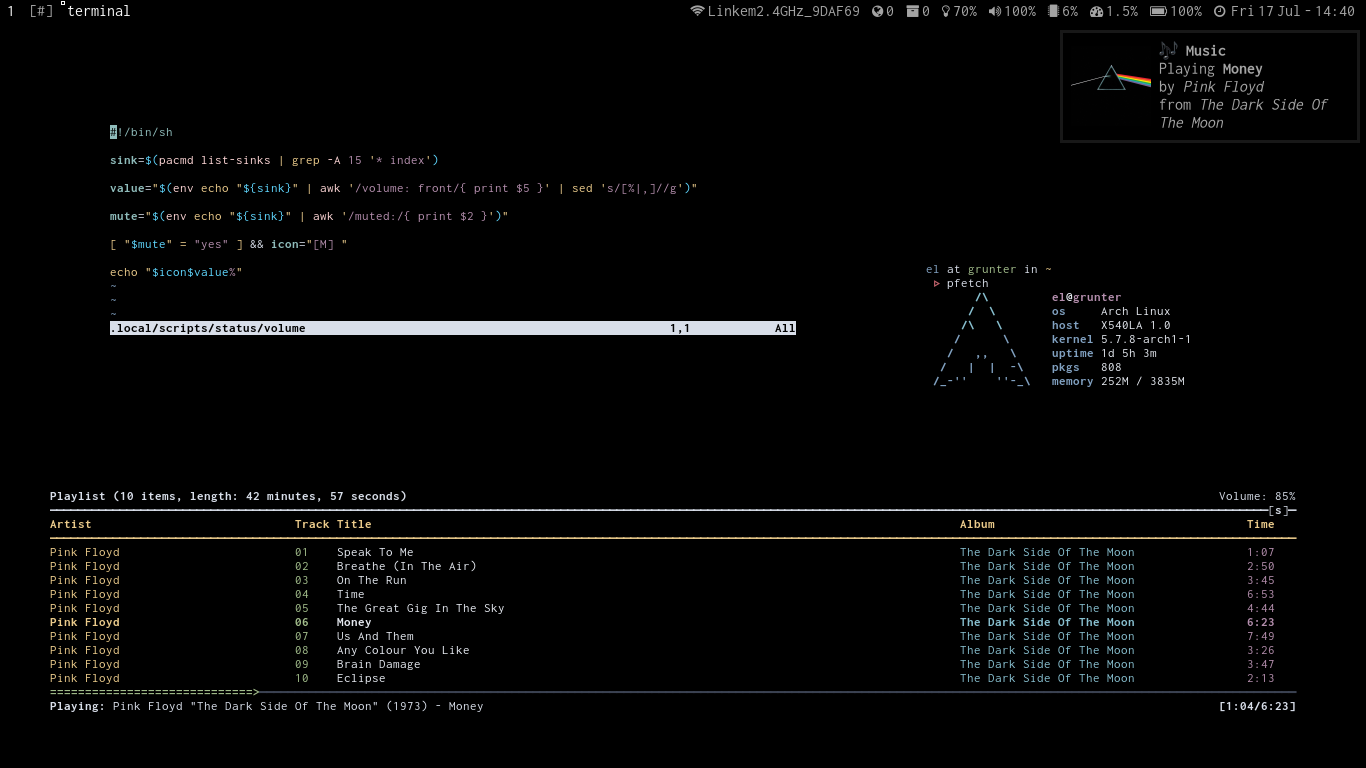 1 [#] terminal
Linkem2.4GHz_9DAF69 0 0 70% 100% 6% 1.5% 100% Fri 17 Jul - 14:40
Music
Playing Money
by Pink Floyd
from The Dark Side Of
The Moon
#!/bin/sh
sink=$(pacmd list-sinks | grep -A 15 '* index')
value="$(env echo "${sink}" | awk '/volume: front/{ print $5 }' | sed 's/[%|,]//g')"
mute="$(env echo "${sink}" | awk '/muted:/{ print $2 }')"
[ "$mute" = "yes" ] && icon="[M] "
echo "$icon$value%"
~
~
~
.local/scripts/status/volume 1,1 All
el at grunter in ~
▹ pfetch
/\
/  \
/\   \
/      \
/   ,,   \
/   |  |  -\
/_-''    ''-_\
el@grunter
os Arch Linux
host X540LA 1.0
kernel 5.7.8-arch1-1
uptime 1d 5h 3m
pkgs 808
memory 252M / 3835M
Playlist (10 items, length: 42 minutes, 57 seconds) Volume: 85%
[s]
Artist Track Title Album Time
Pink Floyd 01 Speak To Me The Dark Side Of The Moon 1:07
Pink Floyd 02 Breathe (In The Air) The Dark Side Of The Moon 2:50
Pink Floyd 03 On The Run The Dark Side Of The Moon 3:45
Pink Floyd 04 Time The Dark Side Of The Moon 6:53
Pink Floyd 05 The Great Gig In The Sky The Dark Side Of The Moon 4:44
Pink Floyd 06 Money The Dark Side Of The Moon 6:23
Pink Floyd 07 Us And Them The Dark Side Of The Moon 7:49
Pink Floyd 08 Any Colour You Like The Dark Side Of The Moon 3:26
Pink Floyd 09 Brain Damage The Dark Side Of The Moon 3:47
Pink Floyd 10 Eclipse The Dark Side Of The Moon 2:13
=============================>
Playing: Pink Floyd "The Dark Side Of The Moon" (1973) - Money [1:04/6:23]